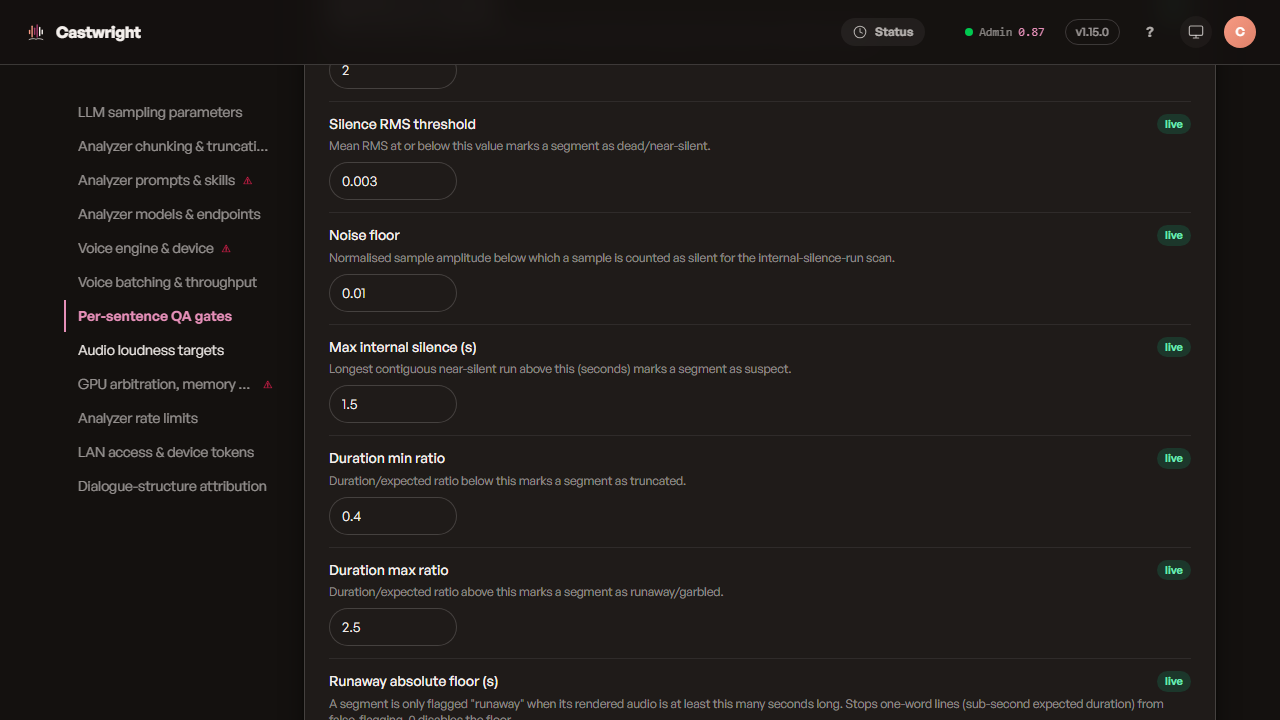 Castwright
Status
Admin 0.87
v1.15.0
?
C
LLM sampling parameters
Analyzer chunking & truncati...
Analyzer prompts & skills
Analyzer models & endpoints
Voice engine & device
Voice batching & throughput
Per-sentence QA gates
Audio loudness targets
GPU arbitration, memory ...
Analyzer rate limits
LAN access & device tokens
Dialogue-structure attribution
2
Silence RMS threshold
live
Mean RMS at or below this value marks a segment as dead/near-silent.
0.003
Noise floor
live
Normalised sample amplitude below which a sample is counted as silent for the internal-silence-run scan.
0.01
Max internal silence (s)
live
Longest contiguous near-silent run above this (seconds) marks a segment as suspect.
1.5
Duration min ratio
live
Duration/expected ratio below this marks a segment as truncated.
0.4
Duration max ratio
live
Duration/expected ratio above this marks a segment as runaway/garbled.
2.5
Runaway absolute floor (s)
live
A segment is only flagged "runaway" when its rendered audio is at least this many seconds long. Stops one-word lines (sub-second expected duration) from
false-flagging. 0 disables the floor.